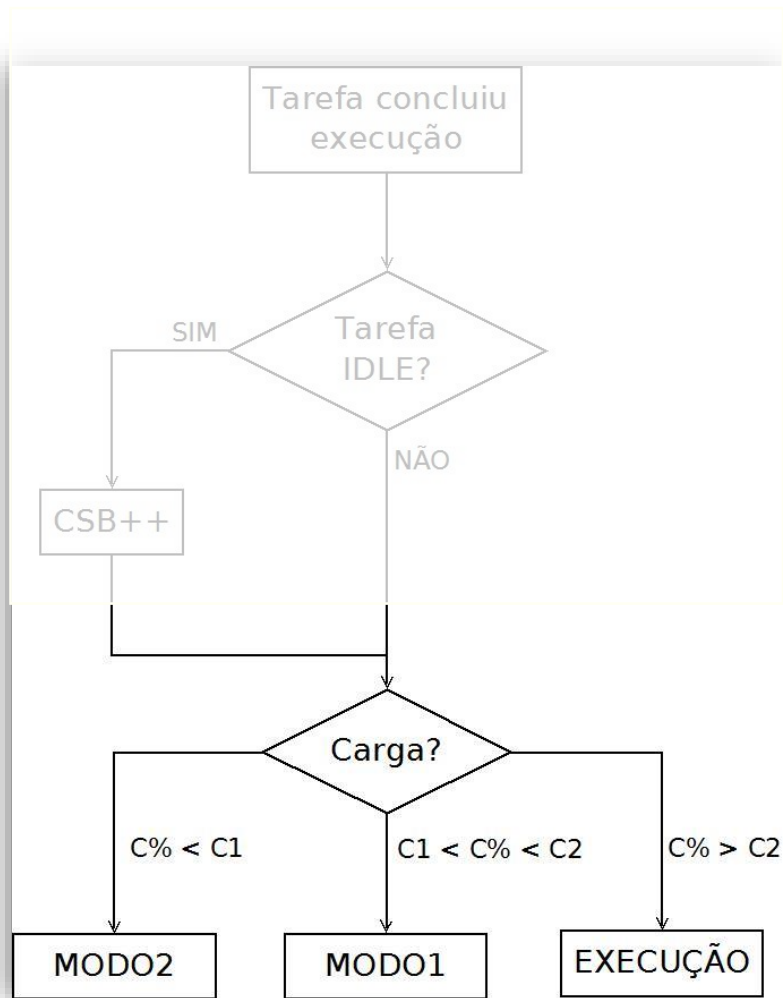 Tarefa concluiu
execução
SIM
Tarefa
IDLE?
NÃO
CSB++
Carga?
C% < C1
C1 < C% < C2
C% > C2
MODO2
MODO1
EXECUÇÃO